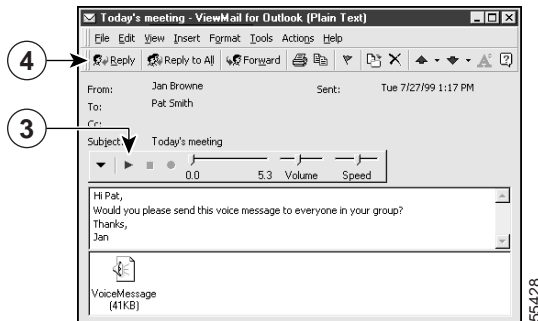 Today's meeting - ViewMail for Outlook (Plain Text)
File Edit View Insert Format Tools Actions Help
4
Reply Reply to All Forward
From: Jan Browne Sent: Tue 7/27/99 1:17 PM
To: Pat Smith
Cc:
3
Subject: Today's meeting
0.0 5.3 Volume Speed
Hi Pat,
Would you please send this voice message to everyone in your group?
Thanks,
Jan
VoiceMessage
(41KB)
55428